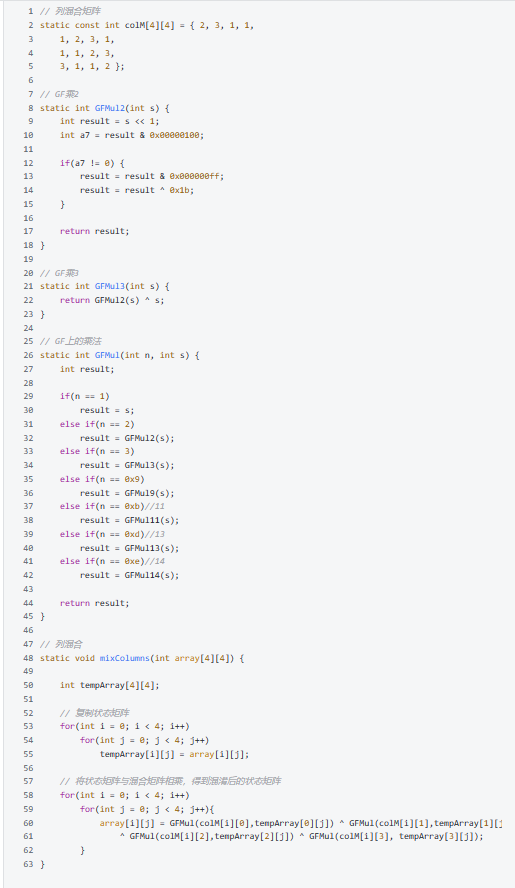 1 // 列混合矩阵
2 static const int colM[4][4] = { 2, 3, 1, 1,
3     1, 2, 3, 1,
4     1, 1, 2, 3,
5     3, 1, 1, 2 };
6
7 // GF乘2
8 static int GFMul2(int s) {
9     int result = s << 1;
10     int a7 = result & 0x00000100;
11
12     if(a7 != 0) {
13         result = result & 0x000000ff;
14         result = result ^ 0x1b;
15     }
16
17     return result;
18 }
19
20 // GF乘3
21 static int GFMul3(int s) {
22     return GFMul2(s) ^ s;
23 }
24
25 // GF上的乘法
26 static int GFMul(int n, int s) {
27     int result;
28
29     if(n == 1)
30         result = s;
31     else if(n == 2)
32         result = GFMul2(s);
33     else if(n == 3)
34         result = GFMul3(s);
35     else if(n == 0x9)
36         result = GFMul9(s);
37     else if(n == 0xb)//11
38         result = GFMul11(s);
39     else if(n == 0xd)//13
40         result = GFMul13(s);
41     else if(n == 0xe)//14
42         result = GFMul14(s);
43
44     return result;
45 }
46
47 // 列混合
48 static void mixColumns(int array[4][4]) {
49
50     int tempArray[4][4];
51
52     // 复制状态矩阵
53     for(int i = 0; i < 4; i++)
54         for(int j = 0; j < 4; j++)
55             tempArray[i][j] = array[i][j];
56
57     // 将状态矩阵与混合矩阵相乘，得到混淆后的状态矩阵
58     for(int i = 0; i < 4; i++)
59         for(int j = 0; j < 4; j++){
60             array[i][j] = GFMul(colM[i][0],tempArray[0][j]) ^ GFMul(colM[i][1],tempArray[1][j
61                 ^ GFMul(colM[i][2],tempArray[2][j]) ^ GFMul(colM[i][3], tempArray[3][j]);
62         }
63 }